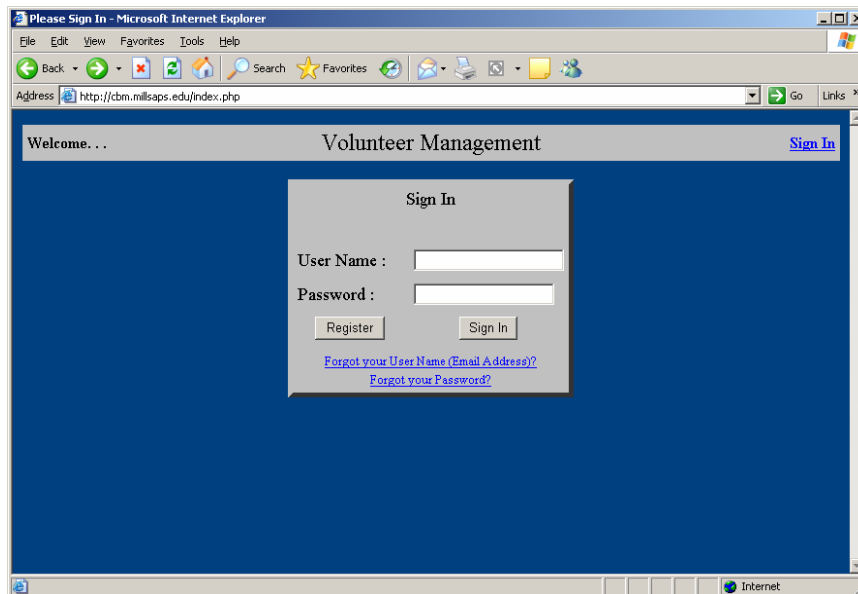 Please Sign In - Microsoft Internet Explorer
File Edit View Favorites Tools Help
Back Search Favorites
Address http://cbm.millsaps.edu/index.php Go Links »
Welcome. . . Volunteer Management Sign In
Sign In
User Name :
Password :
Register Sign In
Forgot your User Name (Email Address)?
Forgot your Password?
Internet